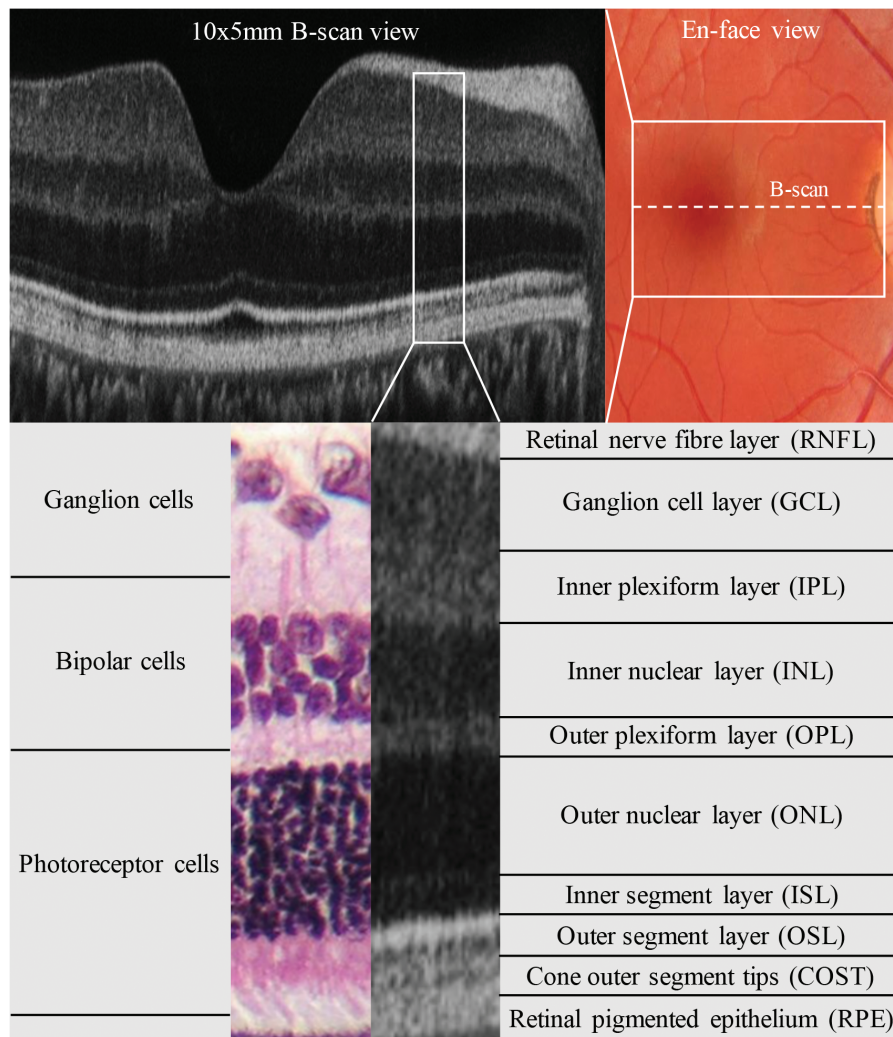 10x5mm B-scan view
En-face view
B-scan
Ganglion cells
Bipolar cells
Photoreceptor cells
Retinal nerve fibre layer (RNFL)
Ganglion cell layer (GCL)
Inner plexiform layer (IPL)
Inner nuclear layer (INL)
Outer plexiform layer (OPL)
Outer nuclear layer (ONL)
Inner segment layer (ISL)
Outer segment layer (OSL)
Cone outer segment tips (COST)
Retinal pigmented epithelium (RPE)